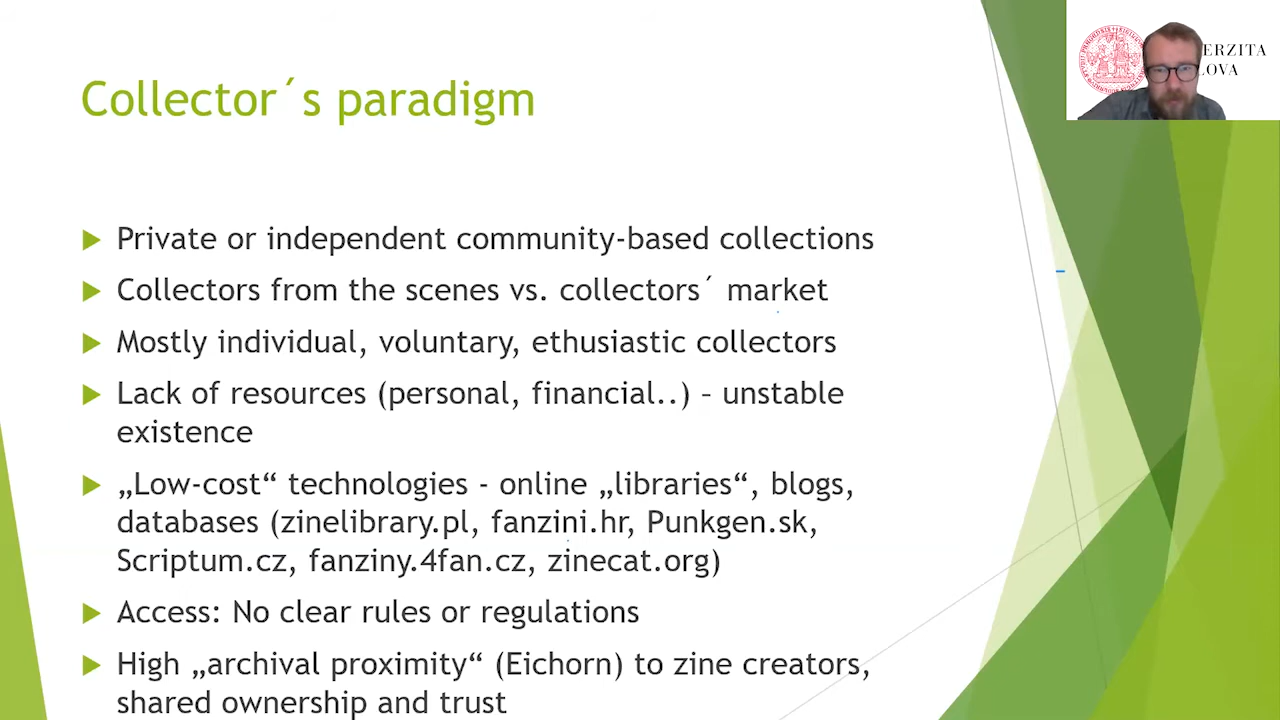 Collector´s paradigm
ERZITA
LOVA
Private or independent community-based collections
Collectors from the scenes vs. collectors´ market
Mostly individual, voluntary, ethusiastic collectors
Lack of resources (personal, financial..) – unstable
existence
„Low-cost“ technologies - online „libraries“, blogs,
databases (zinelibrary.pl, fanzini.hr, Punkgen.sk,
Scriptum.cz, fanziny.4fan.cz, zinecat.org)
Access: No clear rules or regulations
High „archival proximity“ (Eichorn) to zine creators,
shared ownership and trust